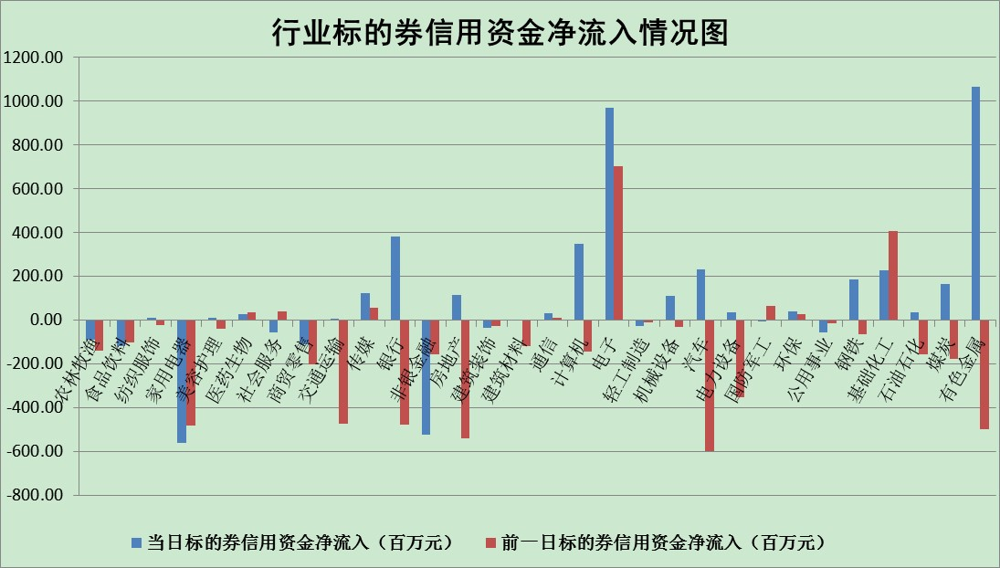 行业标的券信用资金净流入情况图
1200.00
1000.00
800.00
600.00
400.00
200.00
0.00
-200.00
-400.00
-600.00
-800.00
农林牧渔
食品饮料
纺织服饰
家用电器
美容护理
医药生物
社会服务
商贸零售
交通运输
传媒
银行
非银金融
房地产
建筑装饰
建筑材料
通信
计算机
电子
轻工制造
机械设备
汽车
电力设备
国防军工
环保
公用事业
钢铁
基础化工
石油石化
煤炭
有色金属
当日标的券信用资金净流入（百万元）
前一日标的券信用资金净流入（百万元）